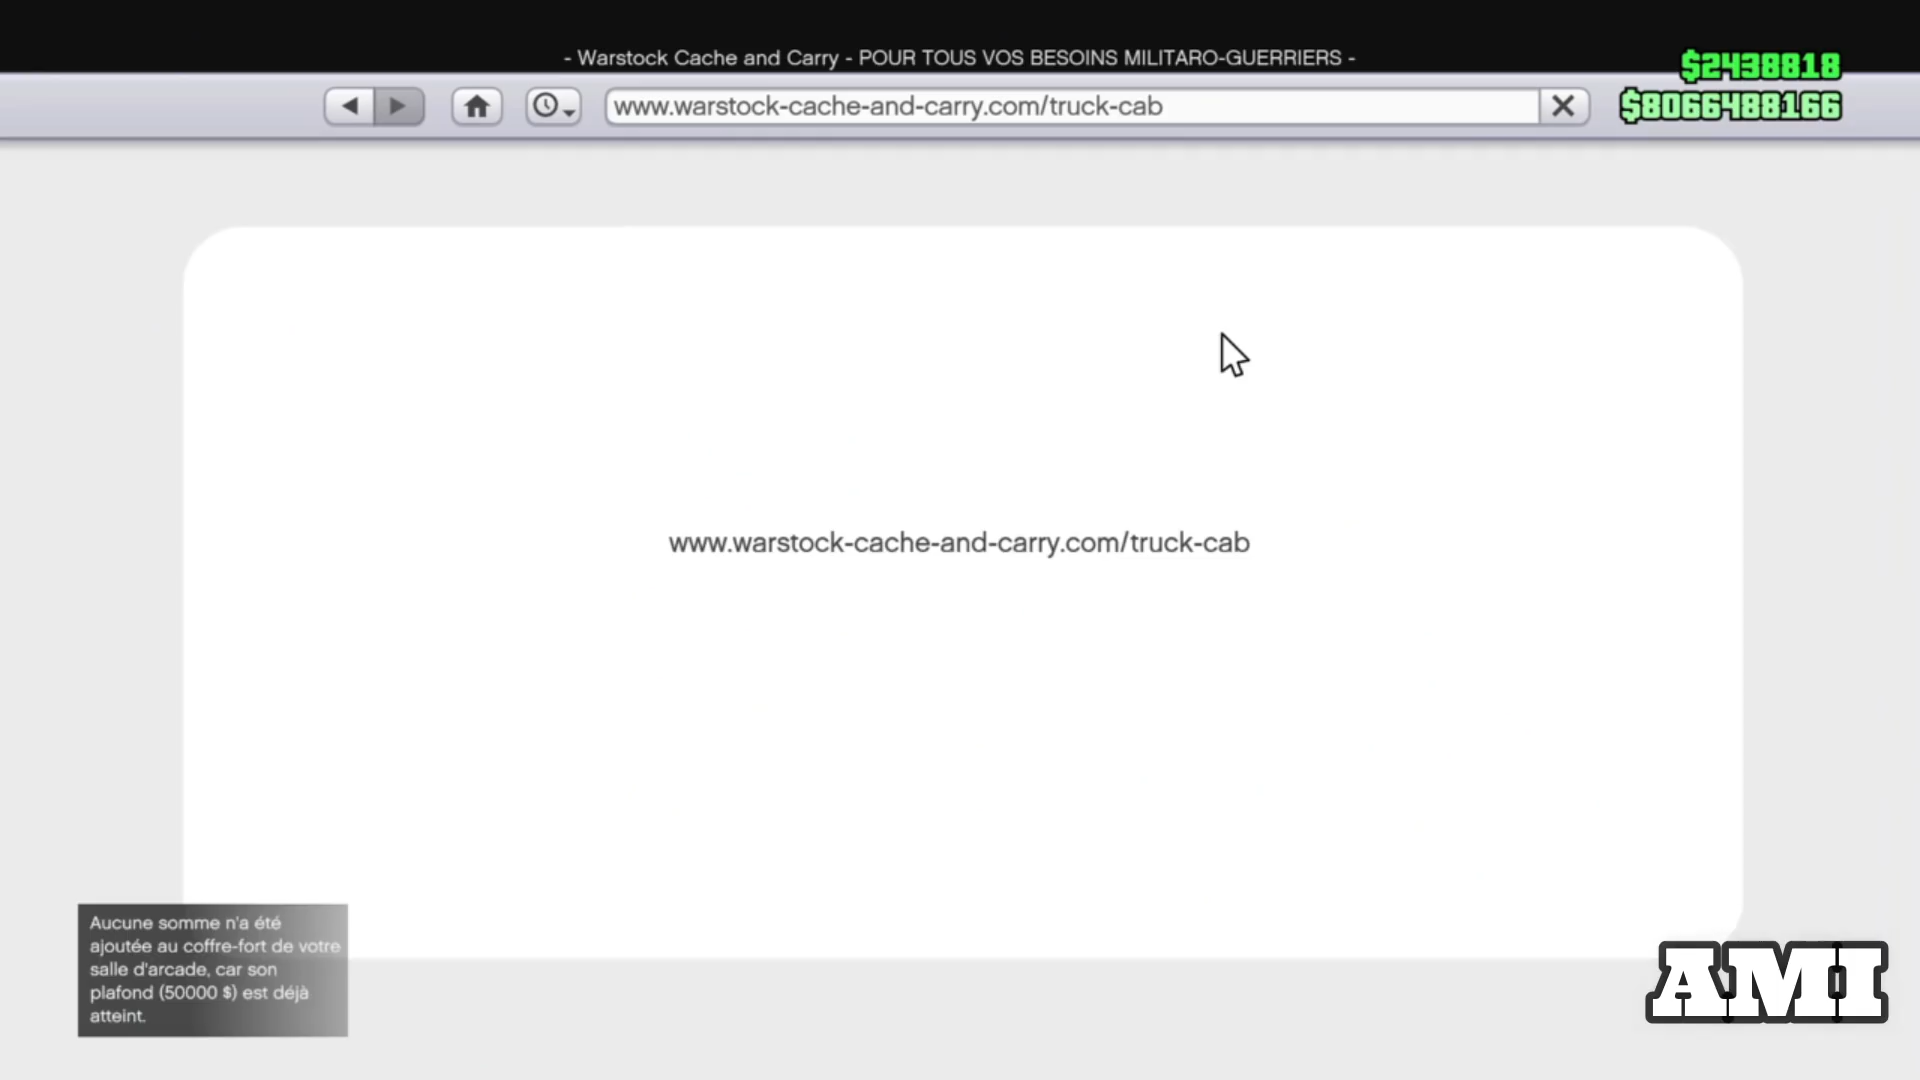 - Warstock Cache and Carry - POUR TOUS VOS BESOINS MILITARO-GUERRIERS -
$2438818
www.warstock-cache-and-carry.com/truck-cab
$8066488166
www.warstock-cache-and-carry.com/truck-cab
Aucune somme n'a été
ajoutée au coffre-fort de votre
salle d'arcade, car son
plafond (50000 $) est déjà
atteint.
AMI